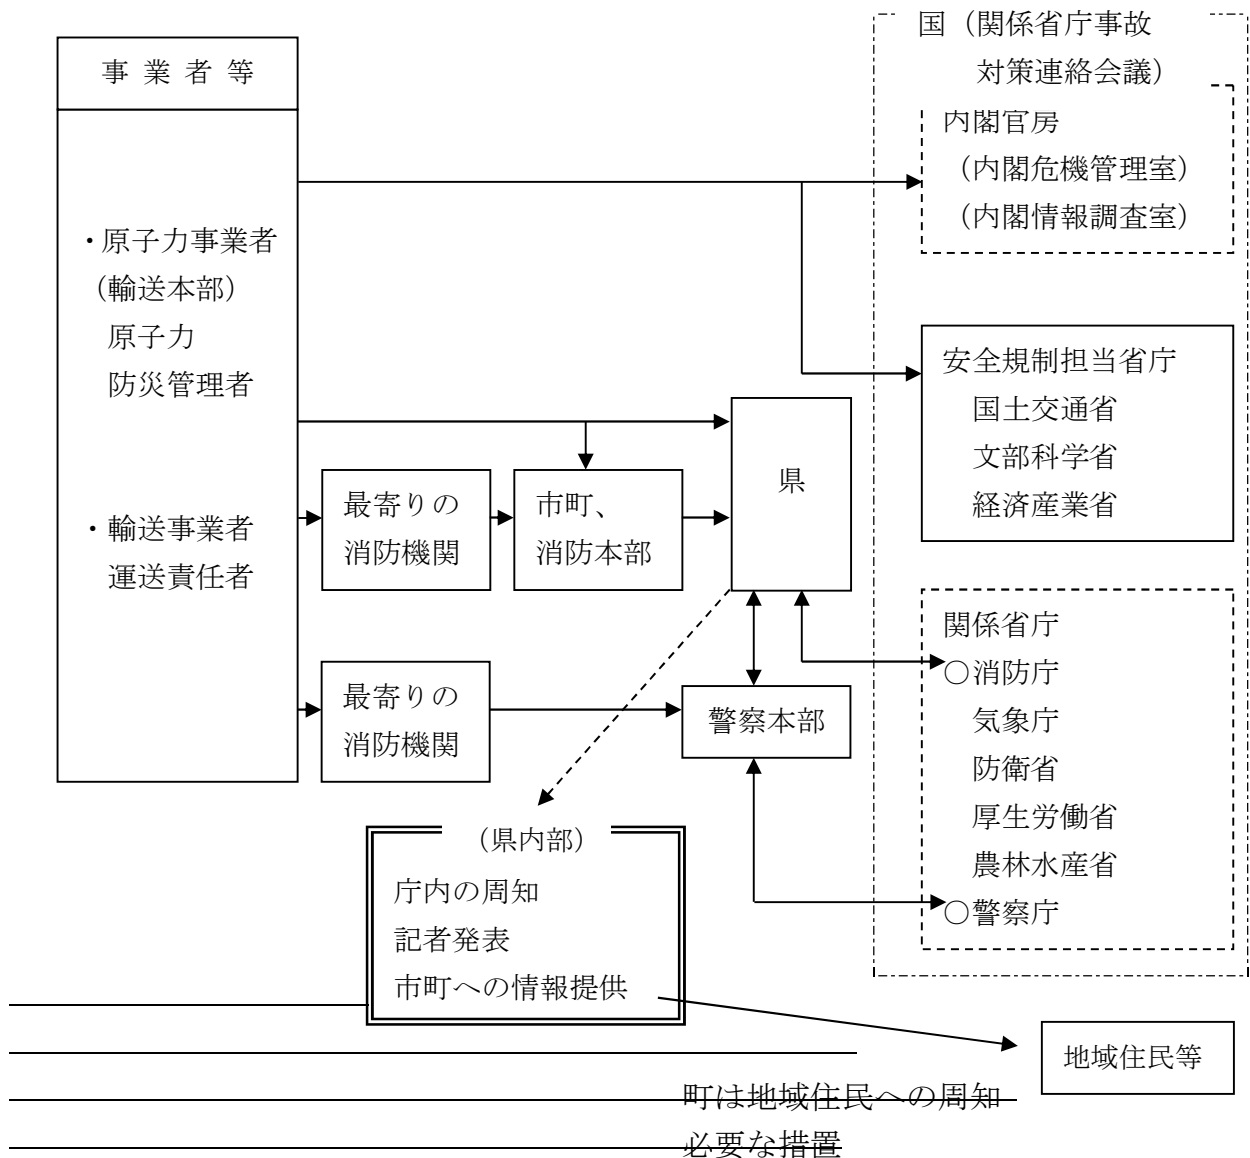 事業者等
・原子力事業者
（輸送本部）
原子力
防災管理者
・輸送事業者
運送責任者
最寄りの
消防機関
市町、
消防本部
県
最寄りの
消防機関
警察本部
国（関係省庁事故
対策連絡会議）
内閣官房
（内閣危機管理室）
（内閣情報調査室）
安全規制担当省庁
国土交通省
文部科学省
経済産業省
関係省庁
○消防庁
気象庁
防衛省
厚生労働省
農林水産省
○警察庁
（県内部）
庁内の周知
記者発表
市町への情報提供
地域住民等
町は地域住民への周知
必要な措置